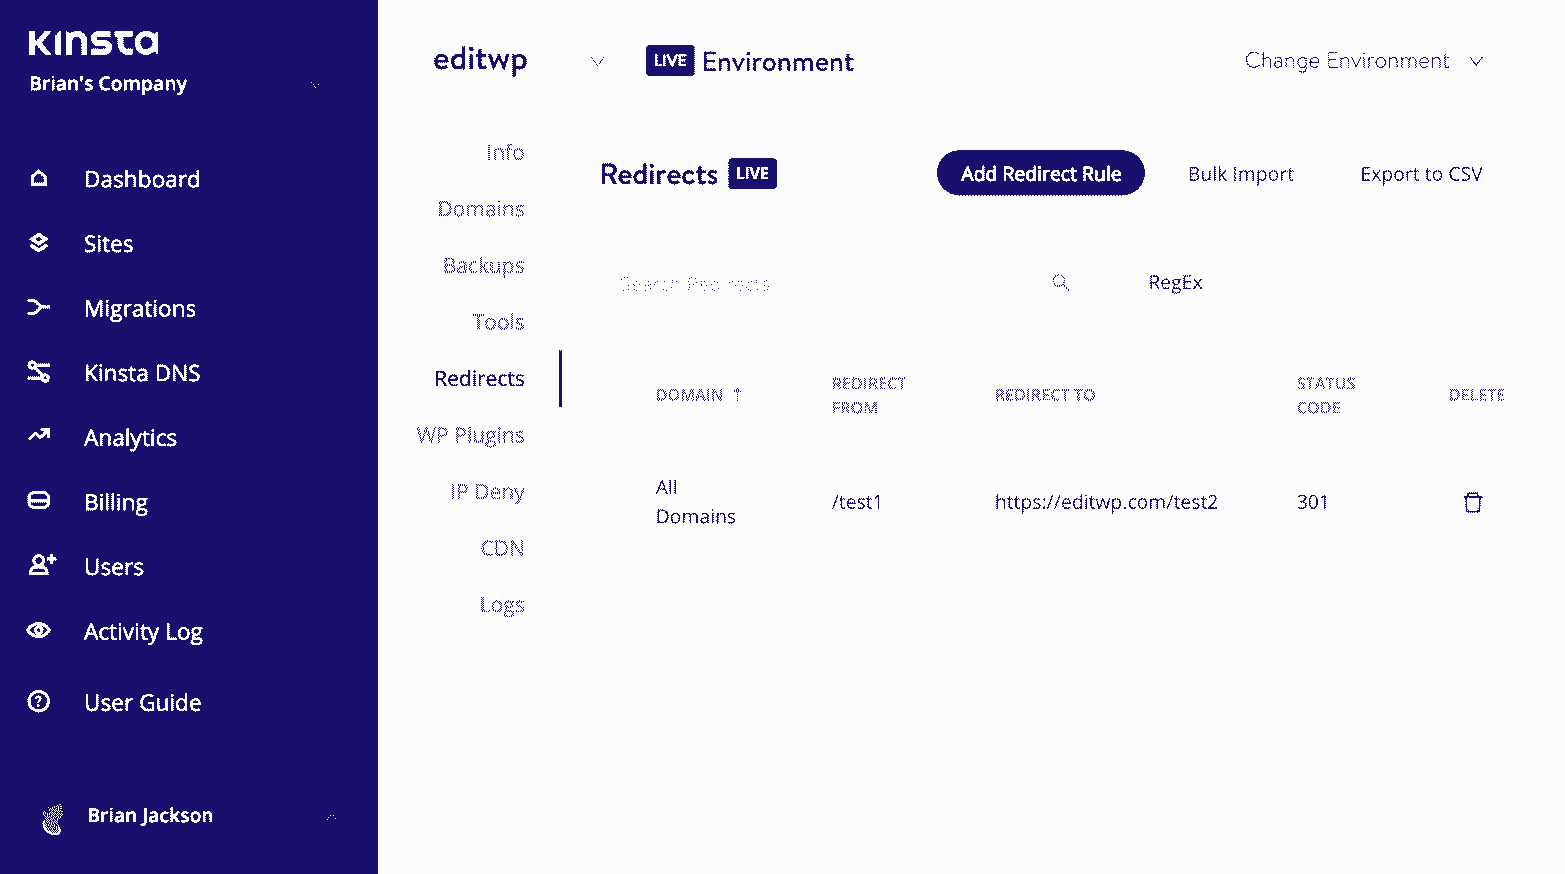 Kinsta
Brian's Company
Dashboard
Sites
Migrations
Kinsta DNS
Analytics
Billing
Users
Activity Log
User Guide
Brian Jackson
editwp
LIVE Environment
Change Environment
Info
Domains
Backups
Tools
Redirects
WP Plugins
IP Deny
CDN
Logs
Redirects LIVE
Add Redirect Rule
Bulk Import
Export to CSV
Search Redirects
RegEx
DOMAIN ↑
REDIRECT
FROM
REDIRECT TO
STATUS
CODE
DELETE
All
Domains
/test1
https://editwp.com/test2
301